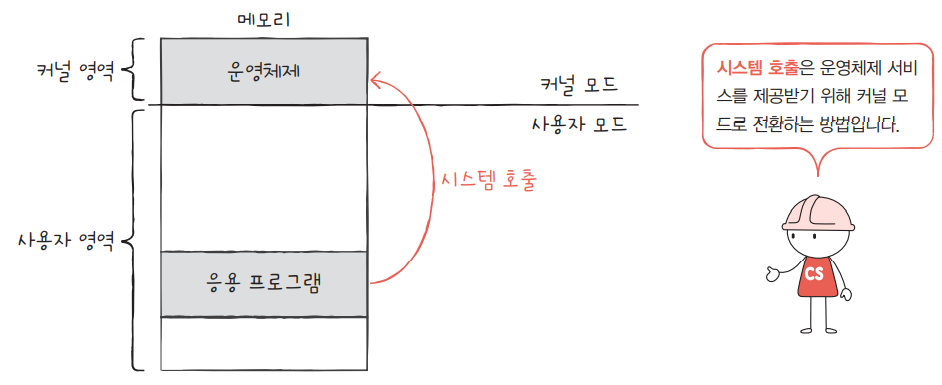 메모리
커널 영역
운영체제
커널 모드
사용자 모드
시스템 호출
사용자 영역
응용 프로그램
시스템 호출은 운영체제 서비
스를 제공받기 위해 커널 모
드로 전환하는 방법입니다.
CS